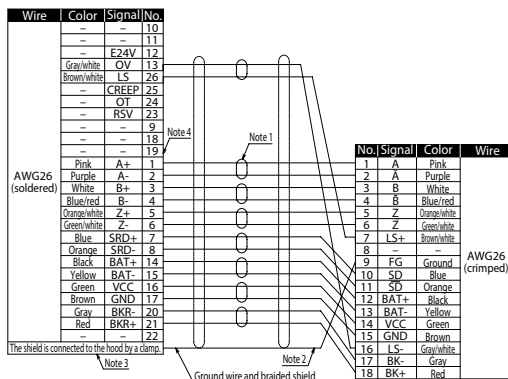 Wire Color Signal No.
– – 10
– – 11
– E24V 12
Gray/white OV 13
Brown/white LS 26
– CREEP 25
– OT 24
– RSV 23
– – 9
– – 18
– – 19
Note 4
Note 1
AWG26
(soldered)
Pink A+ 1
Purple A- 2
White B+ 3
Blue/red B- 4
Orange/white Z+ 5
Green/white Z- 6
Blue SRD+ 7
Orange SRD- 8
Black BAT+ 14
Yellow BAT- 15
Green VCC 16
Brown GND 17
Gray BKR- 20
Red BKR+ 21
– – 22
The shield is connected to the hood by a clamp.
Note 3
Note 2
Ground wire and braided shield
No. Signal Color Wire
1 A Pink
2 A̅ Purple
3 B White
4 B̅ Blue/red
5 Z Orange/white
6 Z̅ Green/white
7 LS+ Brown/white
8 – –
9 FG Ground
10 SD Blue
11 S̅D̅ Orange
12 BAT+ Black
13 BAT- Yellow
14 VCC Green
15 GND Brown
16 LS- Gray/white
17 BK- Gray
18 BK+ Red
AWG26
(crimped)